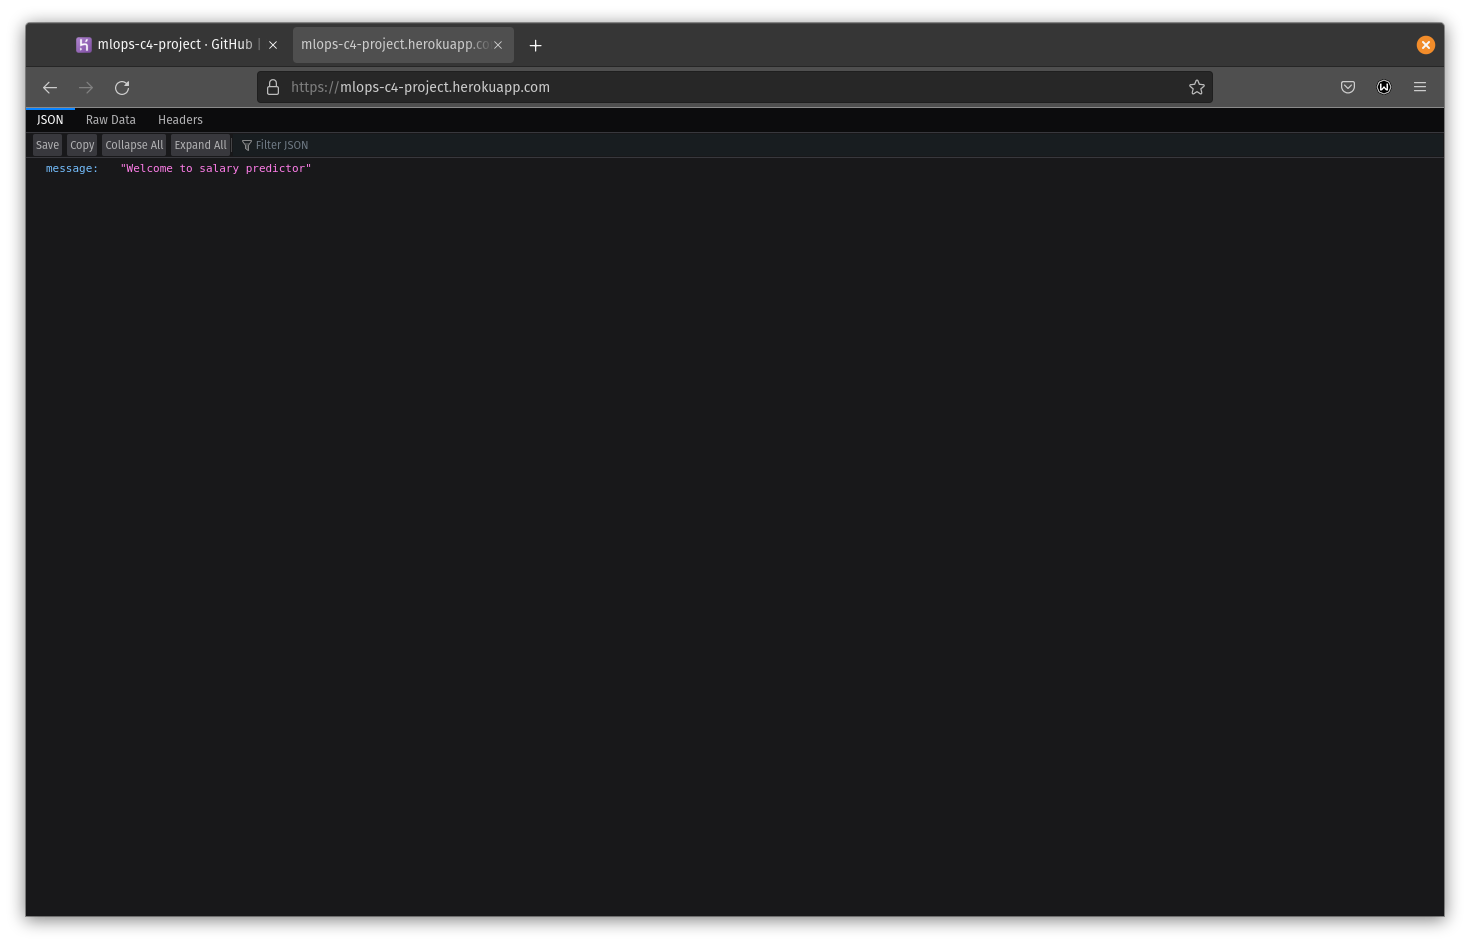 mlops-c4-project · GitHub |
mlops-c4-project.herokuapp.co
https://mlops-c4-project.herokuapp.com
JSON Raw Data Headers
Save Copy Collapse All Expand All Filter JSON
message: "Welcome to salary predictor"